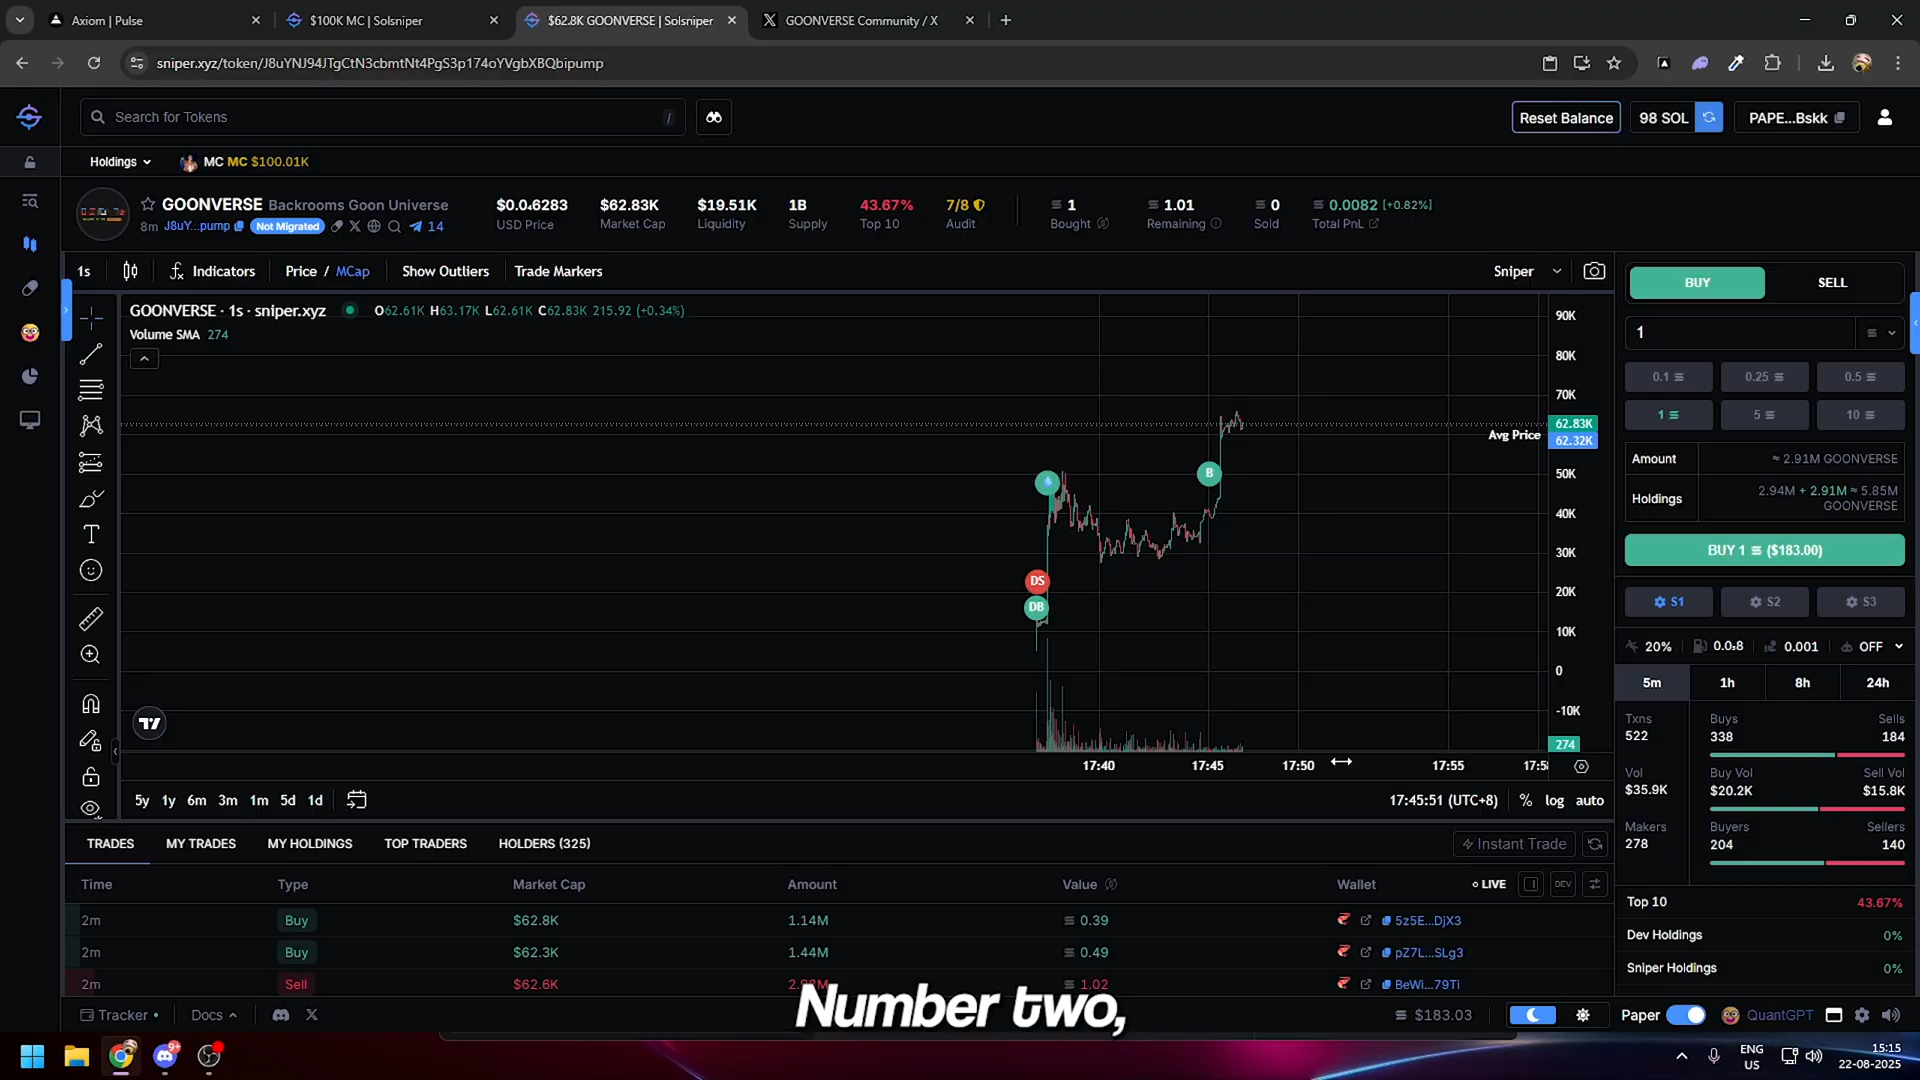 Axiom | Pulse
$100K MC | Solsniper
$62.8K GOONVERSE | Solsniper
GOONVERSE Community / X
sniper.xyz/token/J8uYNJ94JTgCtN3cbmtNt4PgS3p174oYVgbXBQbipump
Search for Tokens
/
Reset Balance
98 SOL
PAPE...Bskk
Holdings
MC MC $100.01K
GOONVERSE Backrooms Goon Universe
8m J8uY...pump Not Migrated 14
$0.0₄6283
USD Price
$62.83K
Market Cap
$19.51K
Liquidity
1B
Supply
43.67%
Top 10
7/8
Audit
1
Bought
1.01
Remaining
0
Sold
0.0082 [+0.82%]
Total PnL
1s
Indicators
Price / MCap
Show Outliers
Trade Markers
Sniper
GOONVERSE · 1s · sniper.xyz O62.61K H63.17K L62.61K C62.83K 215.92 (+0.34%)
Volume SMA 274
90K
80K
70K
62.83K
Avg Price 62.32K
50K
40K
30K
20K
10K
0
-10K
274
B
DS
DB
17:40 17:45 17:50 17:55 17:5
5y 1y 6m 3m 1m 5d 1d
17:45:51 (UTC+8) % log auto
BUY SELL
1
0.1 0.25 0.5
1 5 10
Amount ≈ 2.91M GOONVERSE
Holdings 2.94M + 2.91M ≈ 5.85M
GOONVERSE
BUY 1 ($183.00)
S1 S2 S3
20% 0.0₅8 0.001 OFF
5m 1h 8h 24h
Txns Buys Sells
522 338 184
Vol Buy Vol Sell Vol
$35.9K $20.2K $15.8K
Makers Buyers Sellers
278 204 140
Top 10 43.67%
Dev Holdings 0%
Sniper Holdings 0%
TRADES MY TRADES MY HOLDINGS TOP TRADERS HOLDERS (325)
Instant Trade
Time Type Market Cap Amount Value Wallet LIVE DEV
2m Buy $62.8K 1.14M 0.39 5z5E...DjX3
2m Buy $62.3K 1.44M 0.49 pZ7L...SLg3
2m Sell $62.6K 1.02 BeWi...79Ti
Number two,
Tracker Docs
$183.03
Paper QuantGPT
9+
ENG
US
15:15
22-08-2025